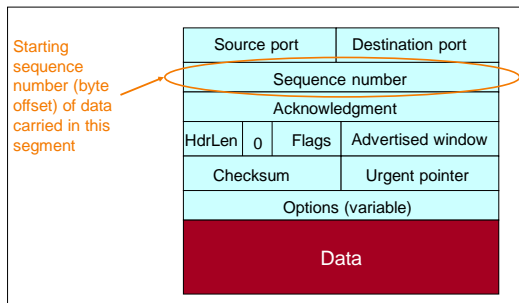 Starting
sequence
number (byte
offset) of data
carried in this
segment
Source port Destination port
Sequence number
Acknowledgment
HdrLen 0 Flags Advertised window
Checksum Urgent pointer
Options (variable)
Data